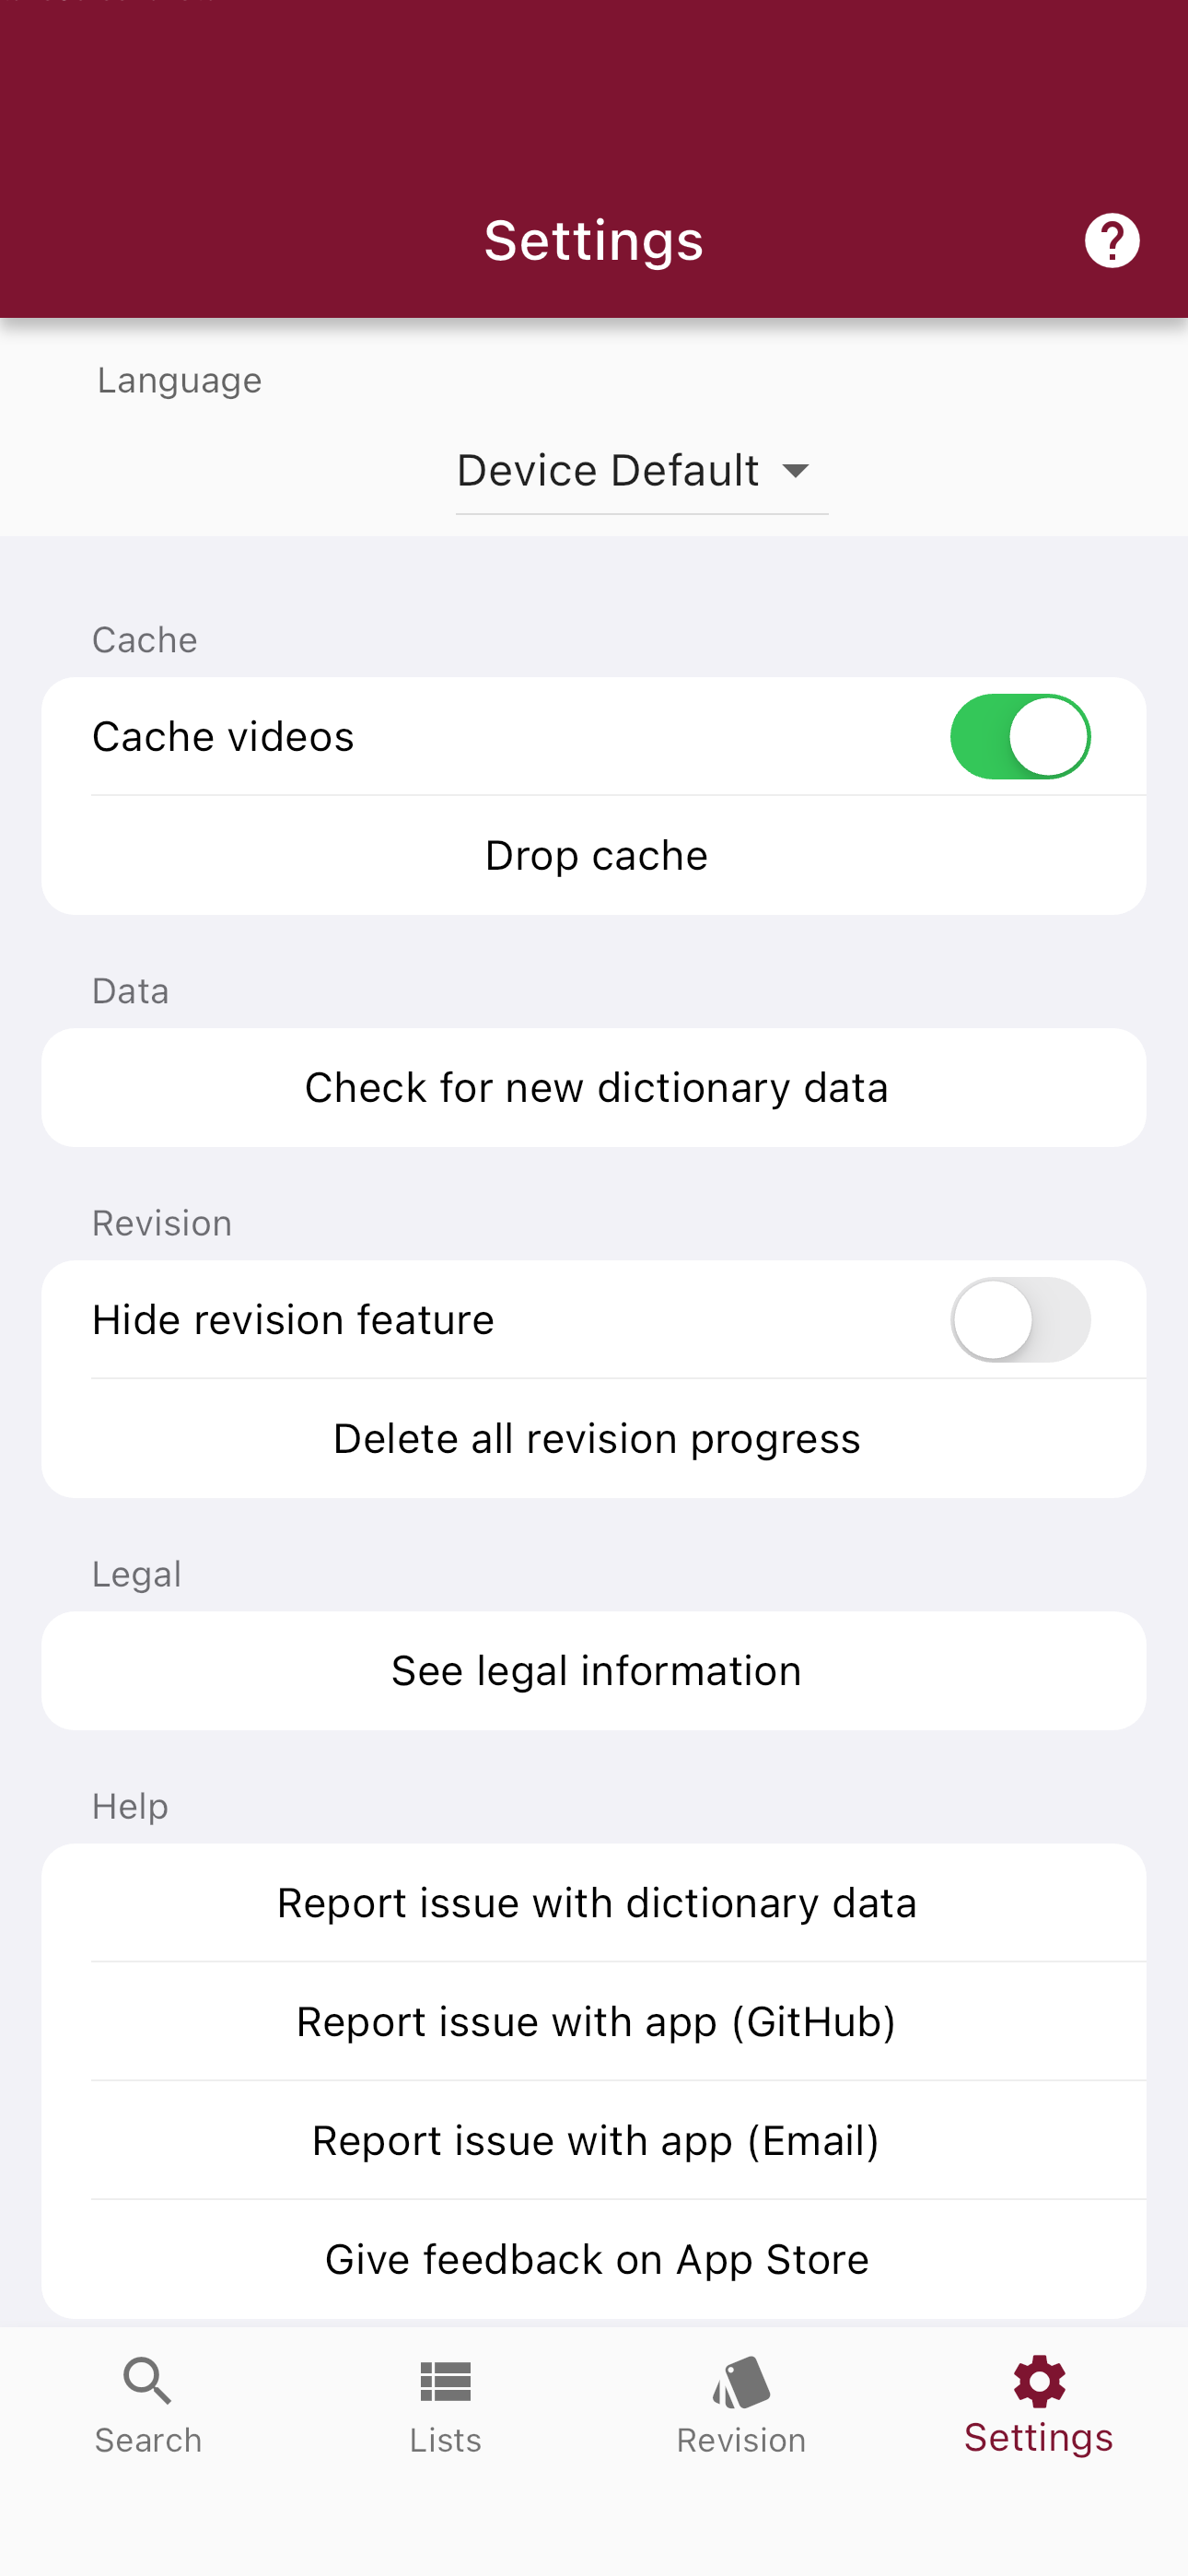 Settings
Language
Device Default
Cache
Cache videos
Drop cache
Data
Check for new dictionary data
Revision
Hide revision feature
Delete all revision progress
Legal
See legal information
Help
Report issue with dictionary data
Report issue with app (GitHub)
Report issue with app (Email)
Give feedback on App Store
Search
Lists
Revision
Settings